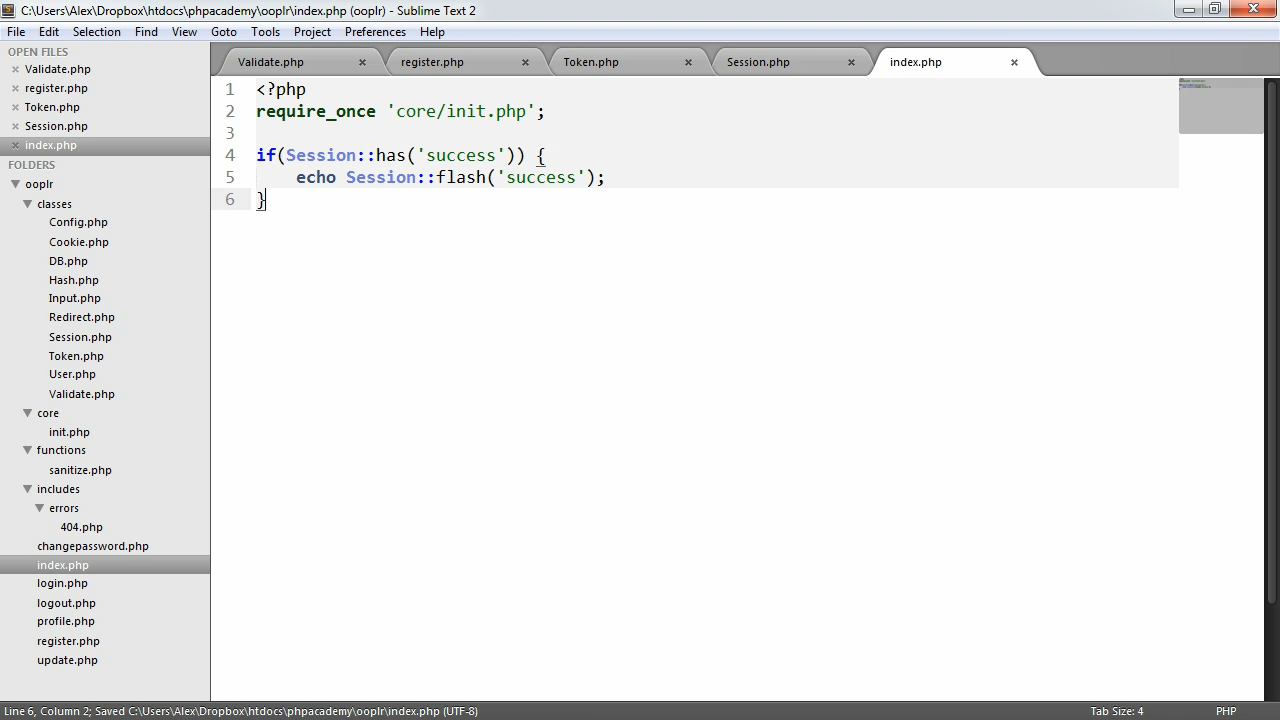 C:\Users\Alex\Dropbox\htdocs\phpacademy\ooplr\index.php (ooplr) - Sublime Text 2
File Edit Selection Find View Goto Tools Project Preferences Help
OPEN FILES
Validate.php
register.php
Token.php
Session.php
index.php
FOLDERS
ooplr
classes
Config.php
Cookie.php
DB.php
Hash.php
Input.php
Redirect.php
Session.php
Token.php
User.php
Validate.php
core
init.php
functions
sanitize.php
includes
errors
404.php
changepassword.php
index.php
login.php
logout.php
profile.php
register.php
update.php
Validate.php register.php Token.php Session.php index.php
1 <?php
2 require_once 'core/init.php';
3
4 if(Session::has('success')) {
5     echo Session::flash('success');
6 }
Line 6, Column 2; Saved C:\Users\Alex\Dropbox\htdocs\phpacademy\ooplr\index.php (UTF-8) Tab Size: 4 PHP